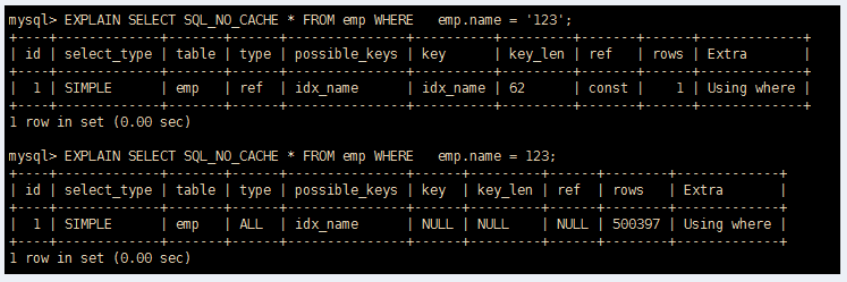 mysql> EXPLAIN SELECT SQL_NO_CACHE * FROM emp WHERE   emp.name = '123';
+----+-------------+-------+------+---------------+----------+---------+-------+------+-------------+
| id | select_type | table | type | possible_keys | key      | key_len | ref   | rows | Extra       |
+----+-------------+-------+------+---------------+----------+---------+-------+------+-------------+
|  1 | SIMPLE      | emp   | ref  | idx_name      | idx_name | 62      | const |    1 | Using where |
+----+-------------+-------+------+---------------+----------+---------+-------+------+-------------+
1 row in set (0.00 sec)
mysql> EXPLAIN SELECT SQL_NO_CACHE * FROM emp WHERE   emp.name = 123;
+----+-------------+-------+------+---------------+------+---------+------+--------+-------------+
| id | select_type | table | type | possible_keys | key  | key_len | ref  | rows   | Extra       |
+----+-------------+-------+------+---------------+------+---------+------+--------+-------------+
|  1 | SIMPLE      | emp   | ALL  | idx_name      | NULL | NULL    | NULL | 500397 | Using where |
+----+-------------+-------+------+---------------+------+---------+------+--------+-------------+
1 row in set (0.00 sec)